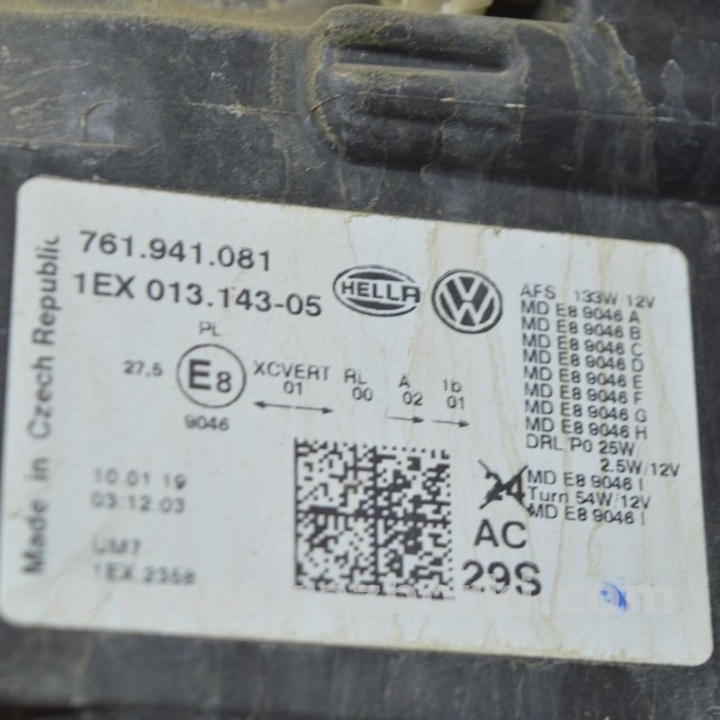 Made in Czech Republic
761.941.081
1EX 013.143-05
HELLA
PL
27,5
E8
9046
XCVERT RL A 1b
01 00 02 01
AFS 133W/12V
MD E8 9046 A
MD E8 9046 B
MD E8 9046 C
MD E8 9046 D
MD E8 9046 E
MD E8 9046 F
MD E8 9046 G
MD E8 9046 H
DRL/P0 25W
2.5W/12V
MD E8 9046 I
Turn 54W/12V
MD E8 9046 I
10.01 19
03.12.03
UM7
1EX.2358
24
AC
29S